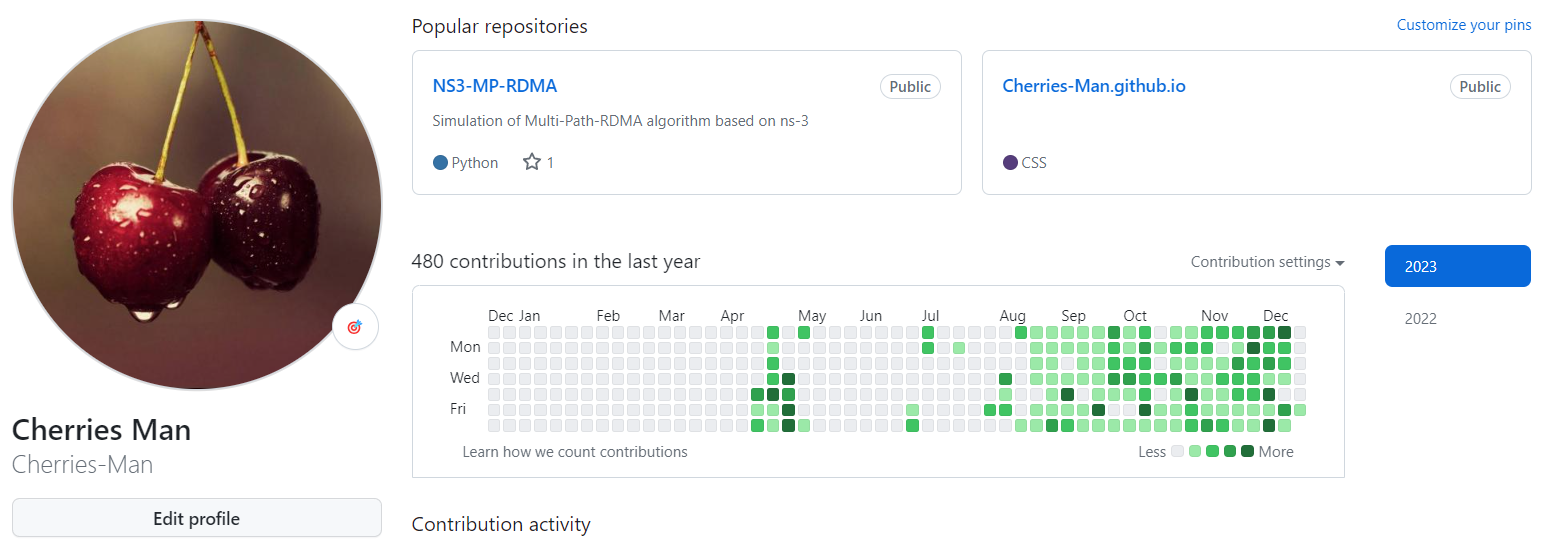 Popular repositories
Customize your pins
NS3-MP-RDMA
Public
Simulation of Multi-Path-RDMA algorithm based on ns-3
Python 1
Cherries-Man.github.io
Public
CSS
480 contributions in the last year
Contribution settings
2023
2022
Dec Jan Feb Mar Apr May Jun Jul Aug Sep Oct Nov Dec
Mon
Wed
Fri
Learn how we count contributions
Less More
Cherries Man
Cherries-Man
Edit profile
Contribution activity